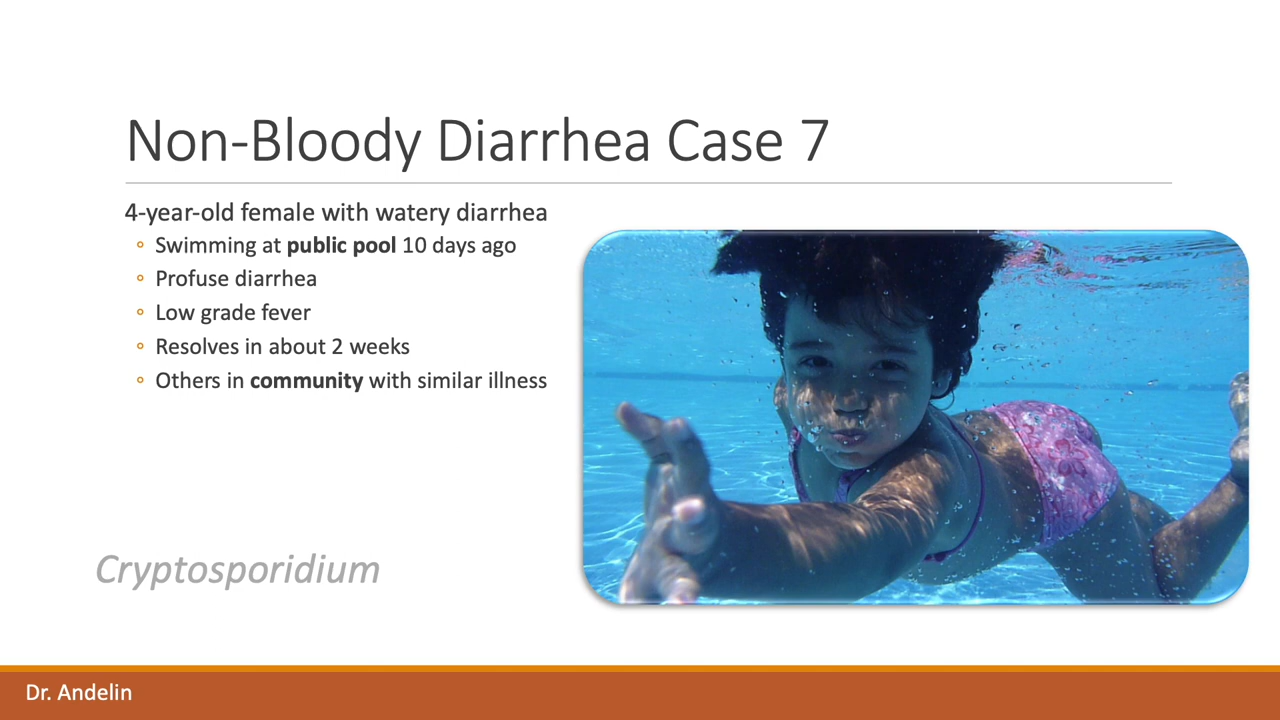 Non-Bloody Diarrhea Case 7
4-year-old female with watery diarrhea
Swimming at public pool 10 days ago
Profuse diarrhea
Low grade fever
Resolves in about 2 weeks
Others in community with similar illness
Cryptosporidium
Dr. Andelin